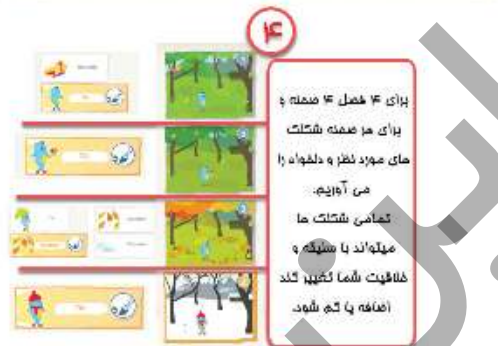 ۴
برای ۴ فصل ۴ صحنه و
برای هر صحنه شکلک
های مورد نظر و دلخواه را
می آوریم.
تمامی شکلک ها
میتواند با سلیقه و
خلاقیت شما تغییر کند
اضافه یا کم شود.